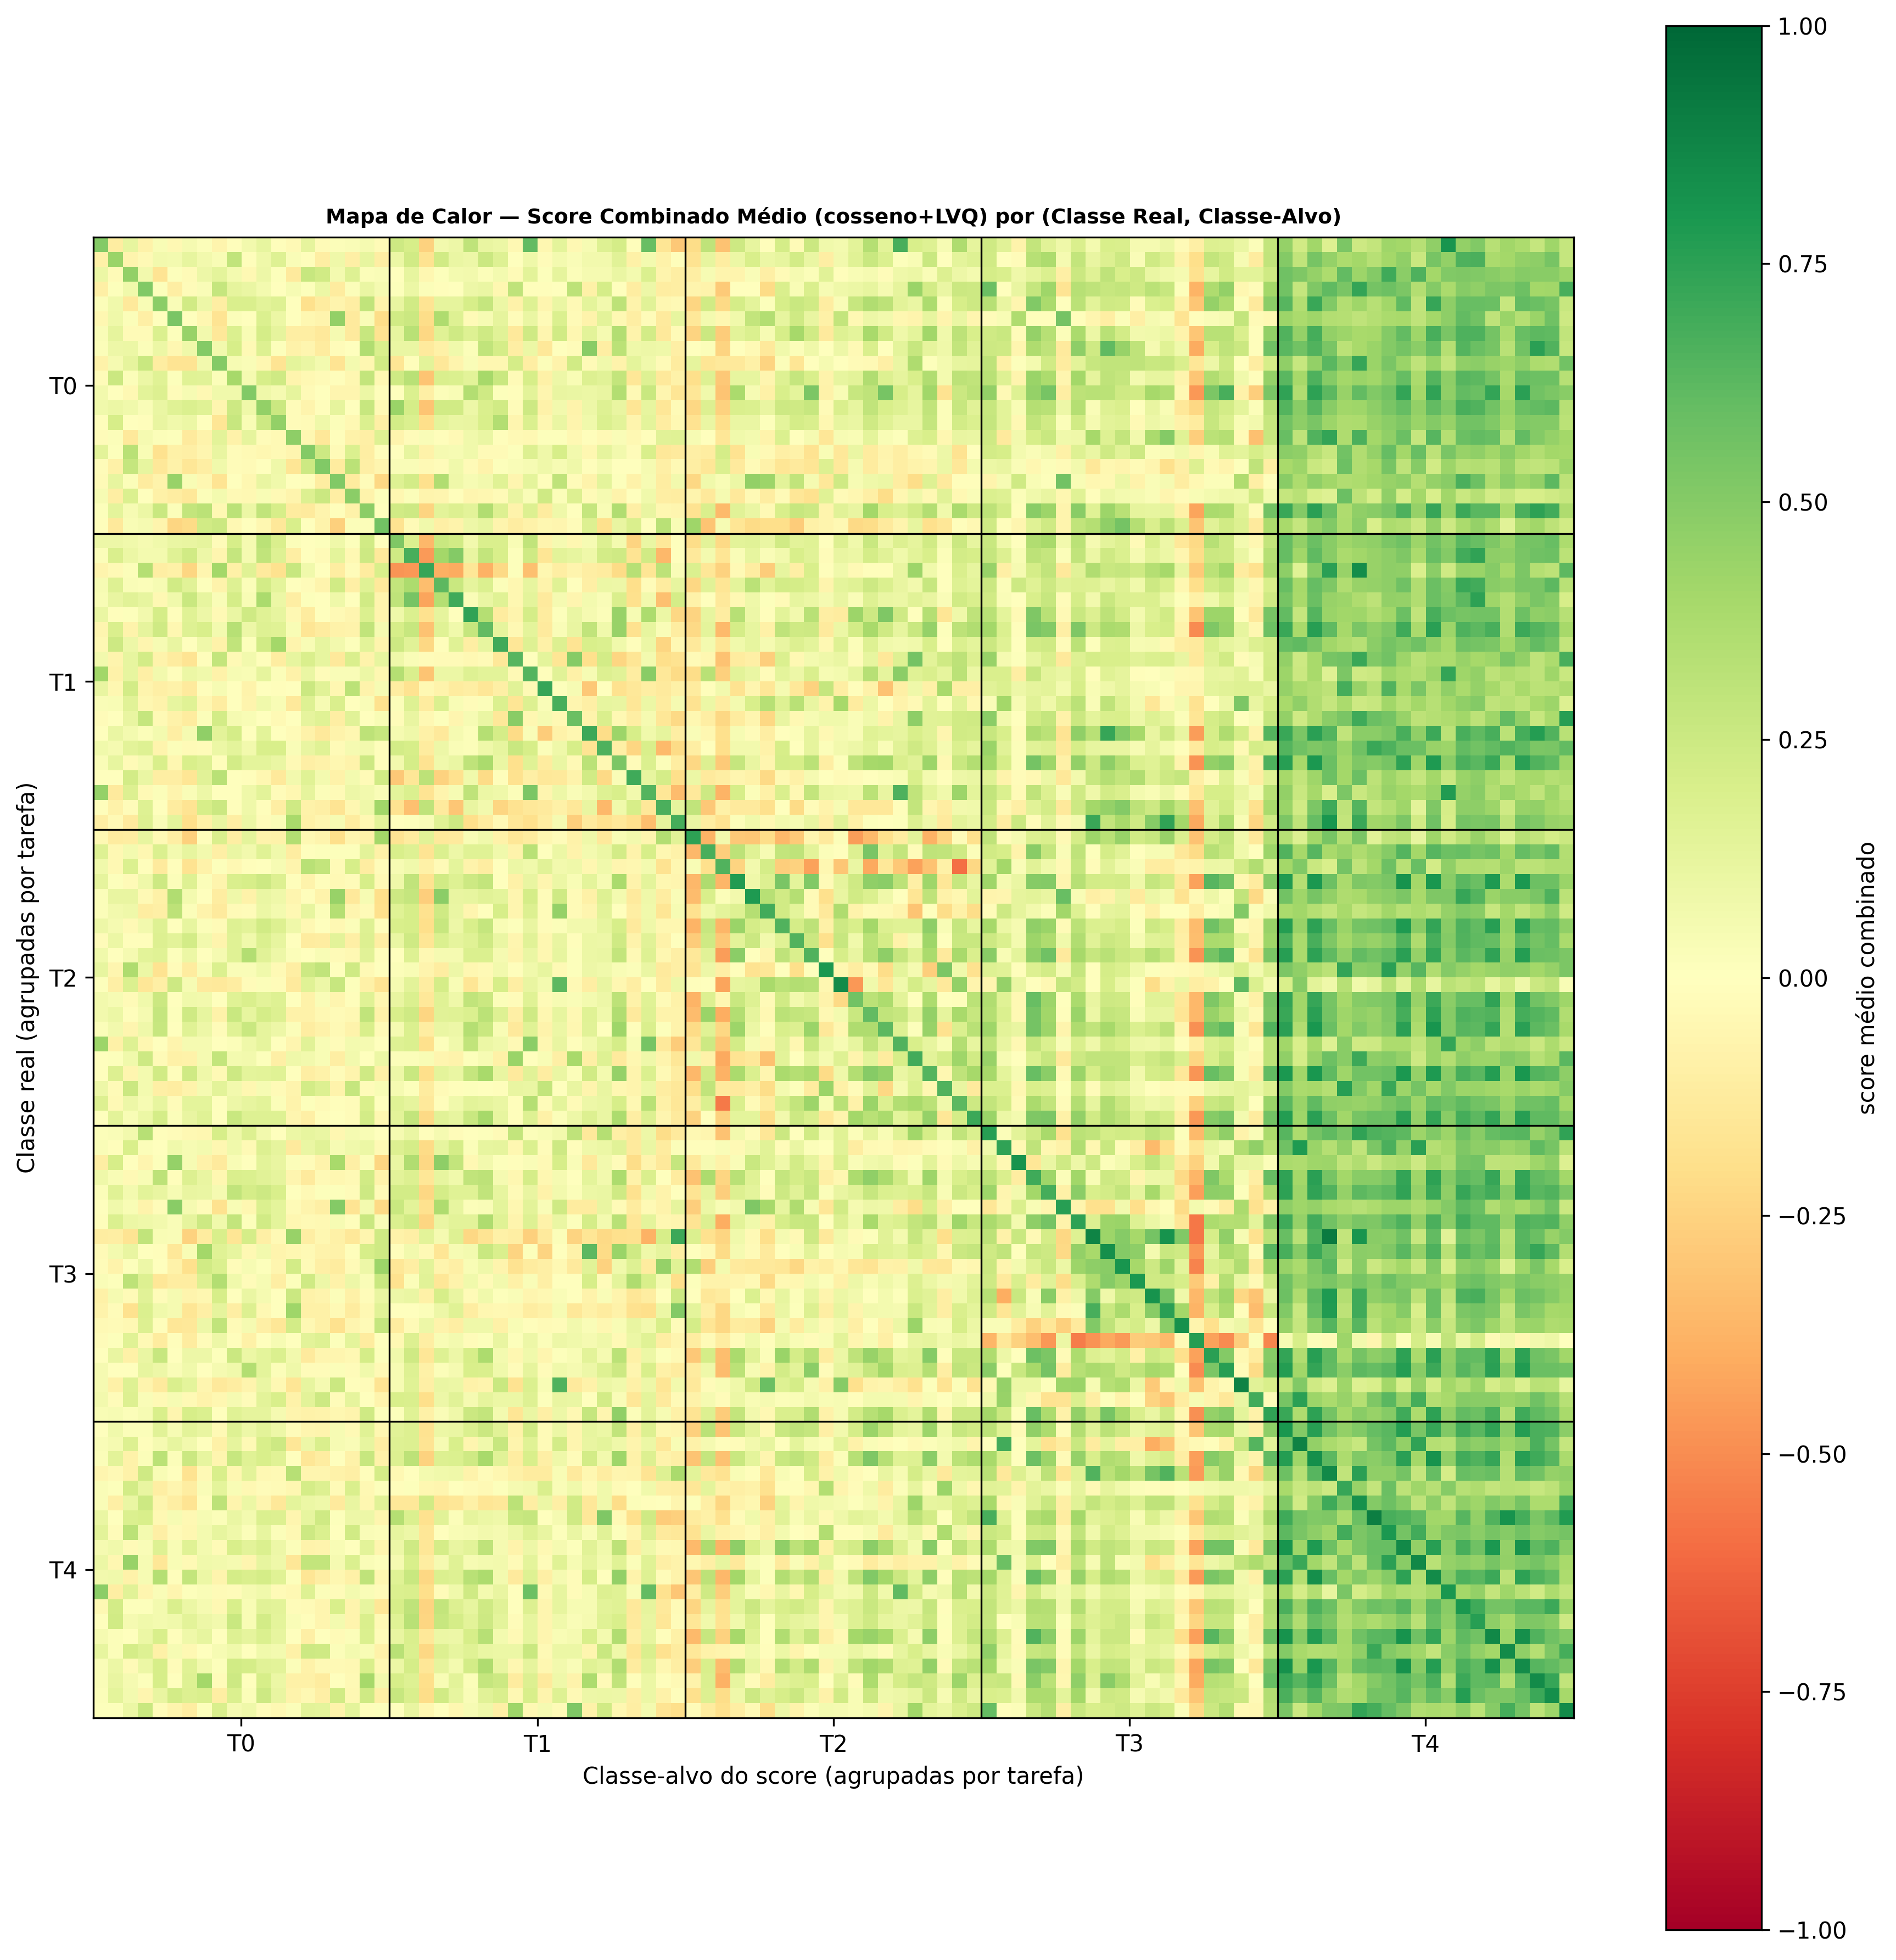 Mapa de Calor — Score Combinado Médio (cosseno+LVQ) por (Classe Real, Classe-Alvo)
Classe real (agrupadas por tarefa)
T0
T1
T2
T3
T4
T0 T1 T2 T3 T4
Classe-alvo do score (agrupadas por tarefa)
1.00
0.75
0.50
0.25
0.00
−0.25
−0.50
−0.75
−1.00
score médio combinado